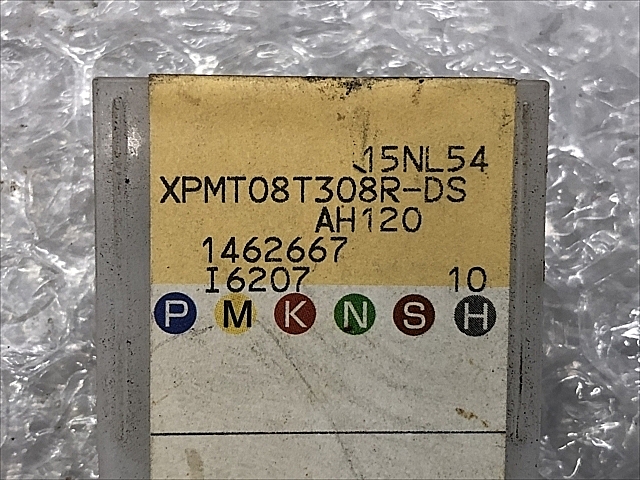 15NL54
XPMT08T308R-DS
AH120
1462667
I6207 10
P M K N S H